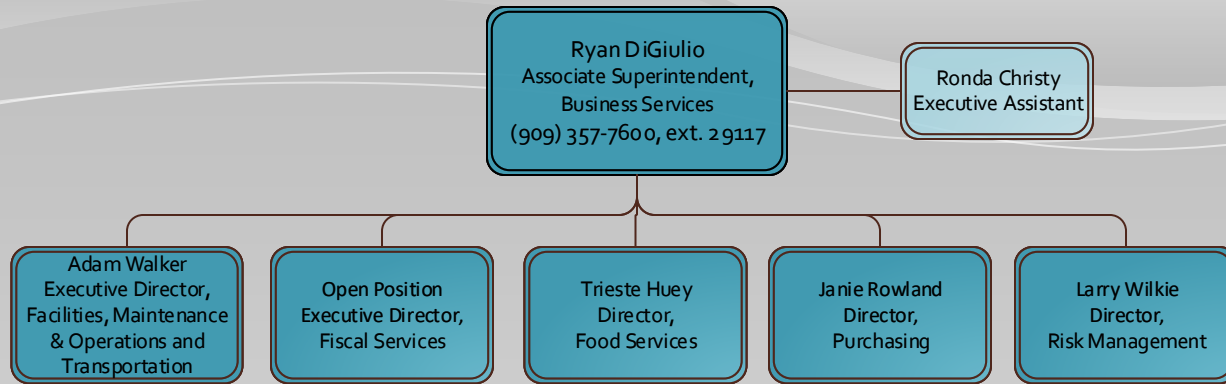 Ryan DiGiulio
Associate Superintendent,
Business Services
(909) 357-7600, ext. 29117
Ronda Christy
Executive Assistant
Adam Walker
Executive Director,
Facilities, Maintenance
& Operations and
Transportation
Open Position
Executive Director,
Fiscal Services
Trieste Huey
Director,
Food Services
Janie Rowland
Director,
Purchasing
Larry Wilkie
Director,
Risk Management